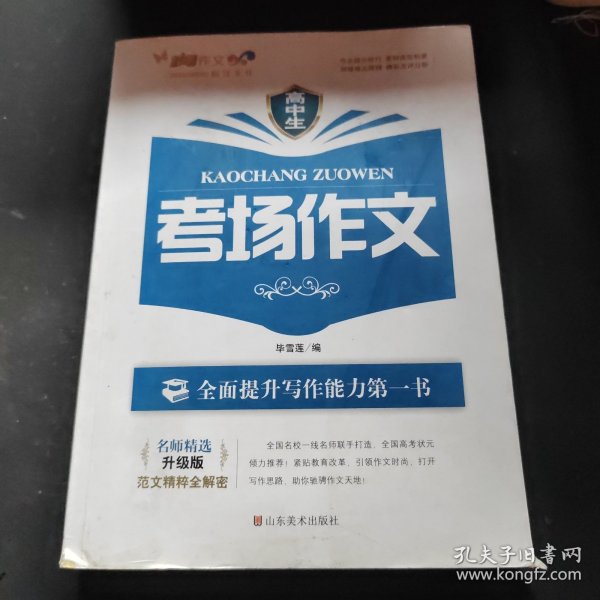 作文
高中生
KAOCHANG ZUOWEN
考场作文
毕雪莲/编
全面提升写作能力第一书
名师精选
升级版
范文精粹全解密
全国名校一线名师联手打造，全国高考状元
倾力推荐！紧贴教育改革，引领作文时尚，打开
写作思路，助你驰骋作文天地！
山东美术出版社
孔夫子旧书网
www.kongfz.com